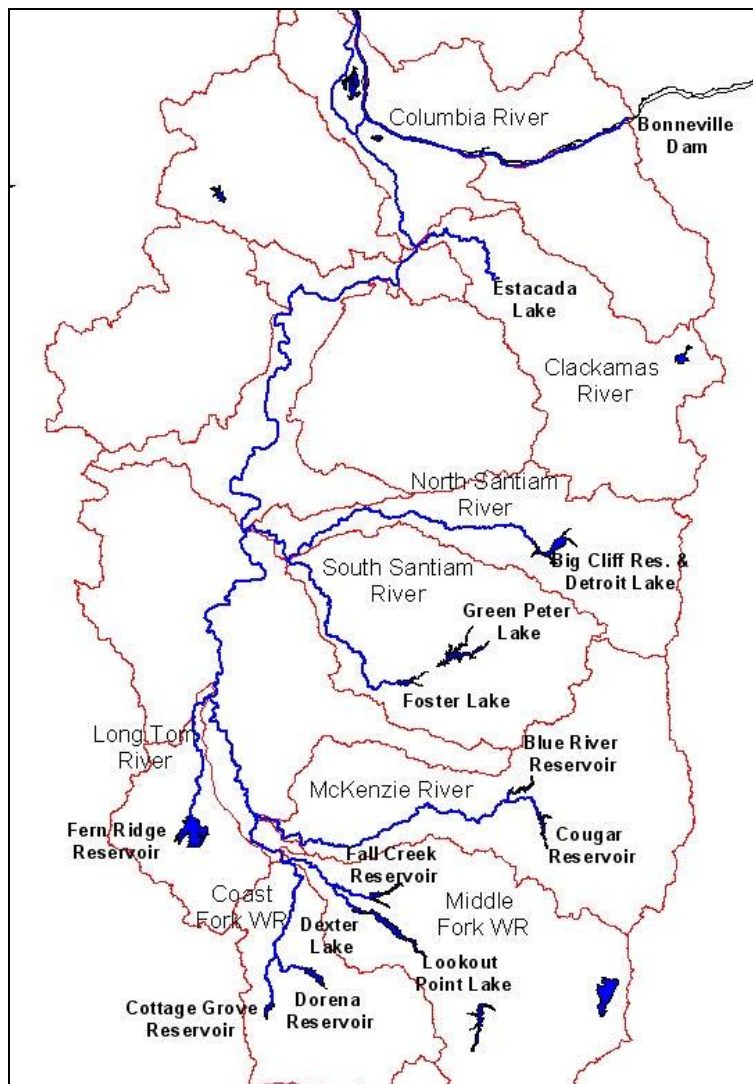 Columbia River
Bonneville
Dam
Estacada
Lake
Clackamas
River
North Santiam
River
Big Cliff Res. &
Detroit Lake
South Santiam
River
Green Peter
Lake
Foster Lake
Long Tom
River
Blue River
Reservoir
McKenzie River
Fern Ridge
Reservoir
Cougar
Reservoir
Fall Creek
Reservoir
Coast
Fork WR
Middle
Fork WR
Dexter
Lake
Lookout
Point Lake
Cottage Grove
Reservoir
Dorena
Reservoir